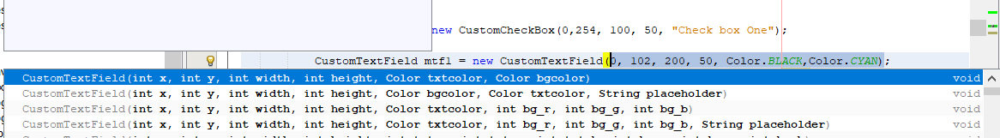 new CustomCheckBox(0,254, 100, 50, "Check box One");
CustomTextField mtf1 = new CustomTextField(0, 102, 200, 50, Color.BLACK,Color.CYAN);
CustomTextField(int x, int y, int width, int height, Color txtcolor, Color bgcolor) void
CustomTextField(int x, int y, int width, int height, Color bgcolor, Color txtcolor, String placeholder) void
CustomTextField(int x, int y, int width, int height, Color txtcolor, int bg_r, int bg_g, int bg_b) void
CustomTextField(int x, int y, int width, int height, Color txtcolor, int bg_r, int bg_g, int bg_b, String placeholder) void